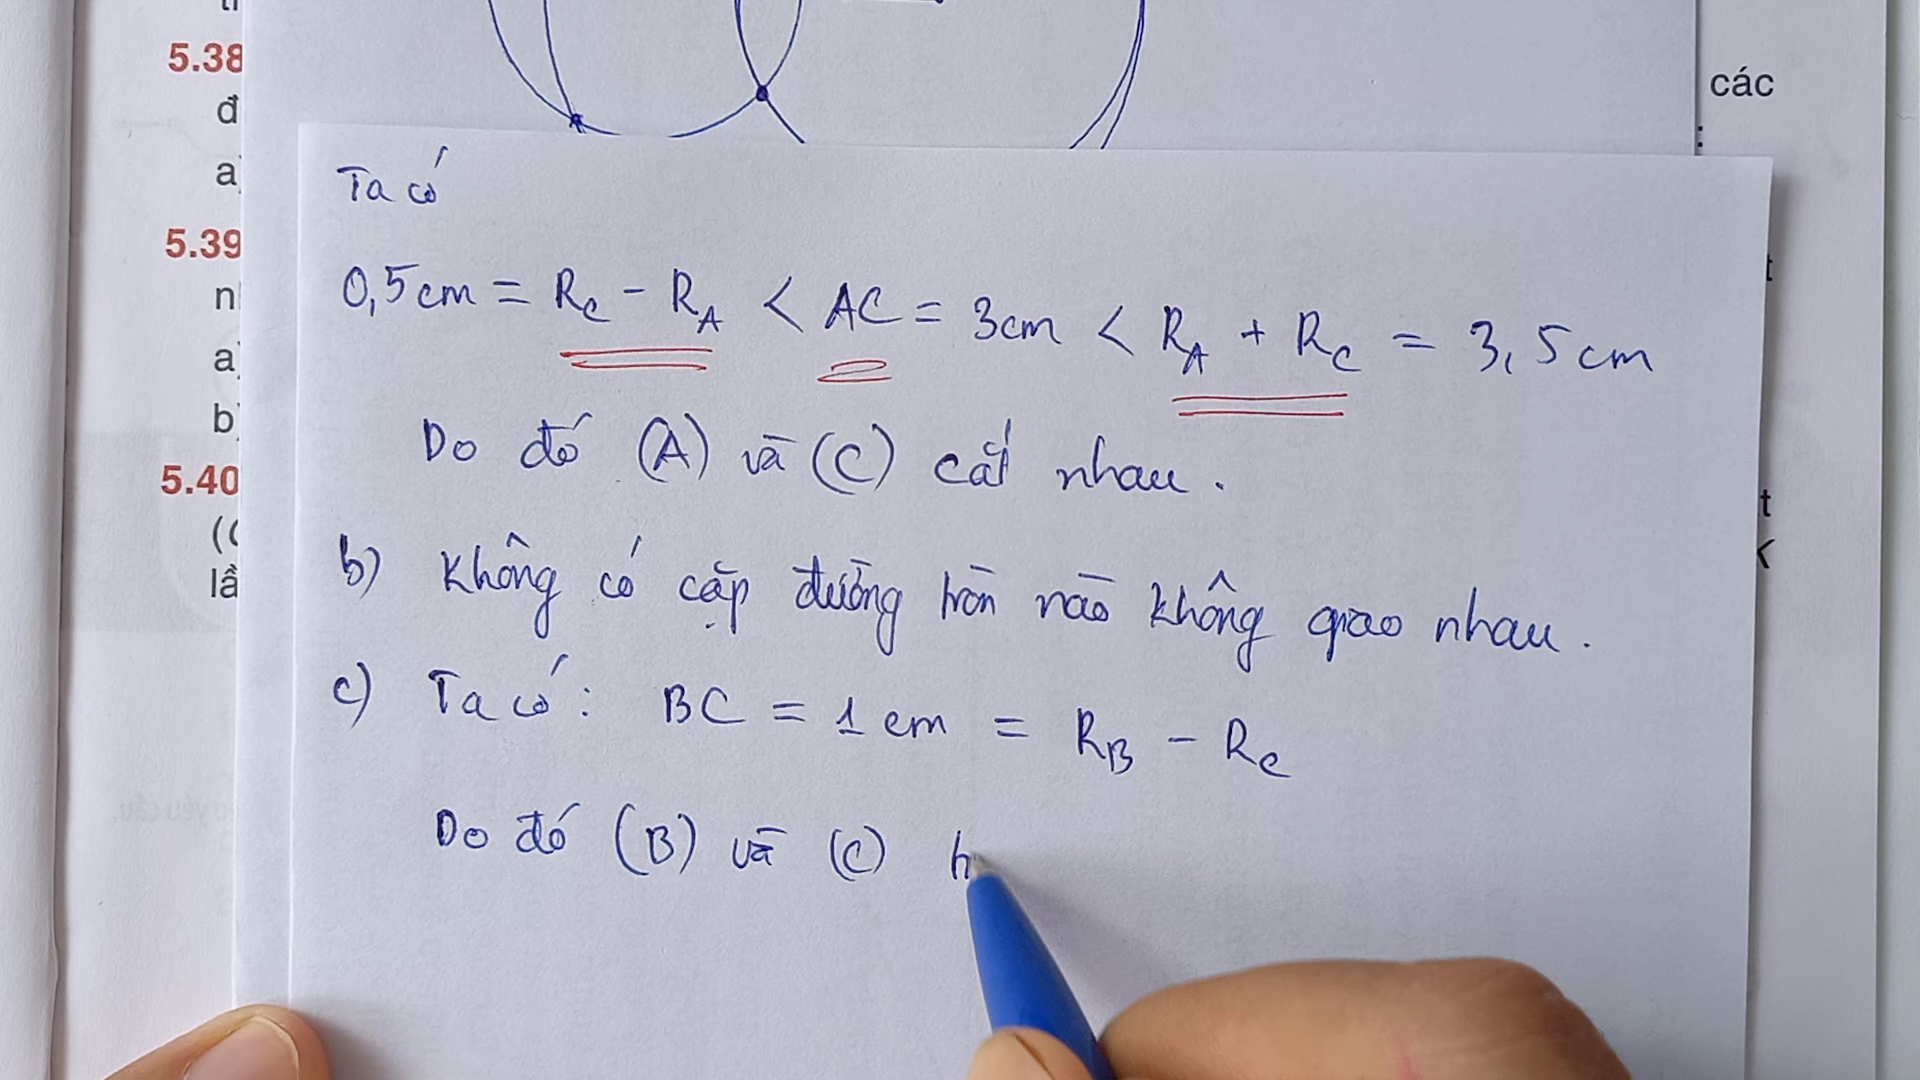 5.38
đ
các
a)
Ta có
5.39
n
0,5cm = R_C - R_A < AC = 3cm < R_A + R_C = 3,5cm
a)
b)
Do đó (A) và (C) cắt nhau.
5.40
t
lầ
b) Không có cặp đường tròn nào không giao nhau.
c) Ta có: BC = 1cm = R_B - R_C
Do đó (B) và (C) h